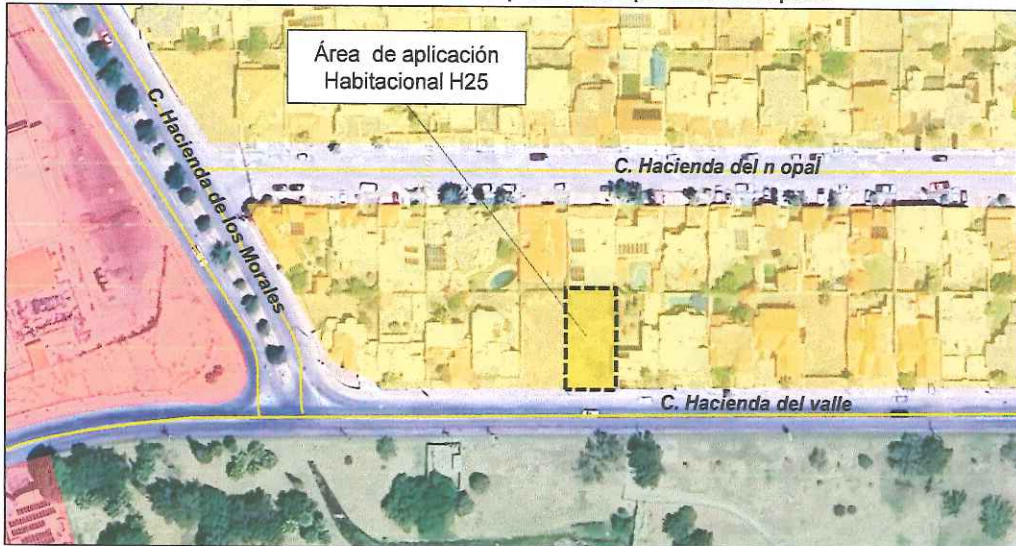 Área de aplicación
Habitacional H25
C. Hacienda de los Morales
C. Hacienda del n opal
C. Hacienda del valle